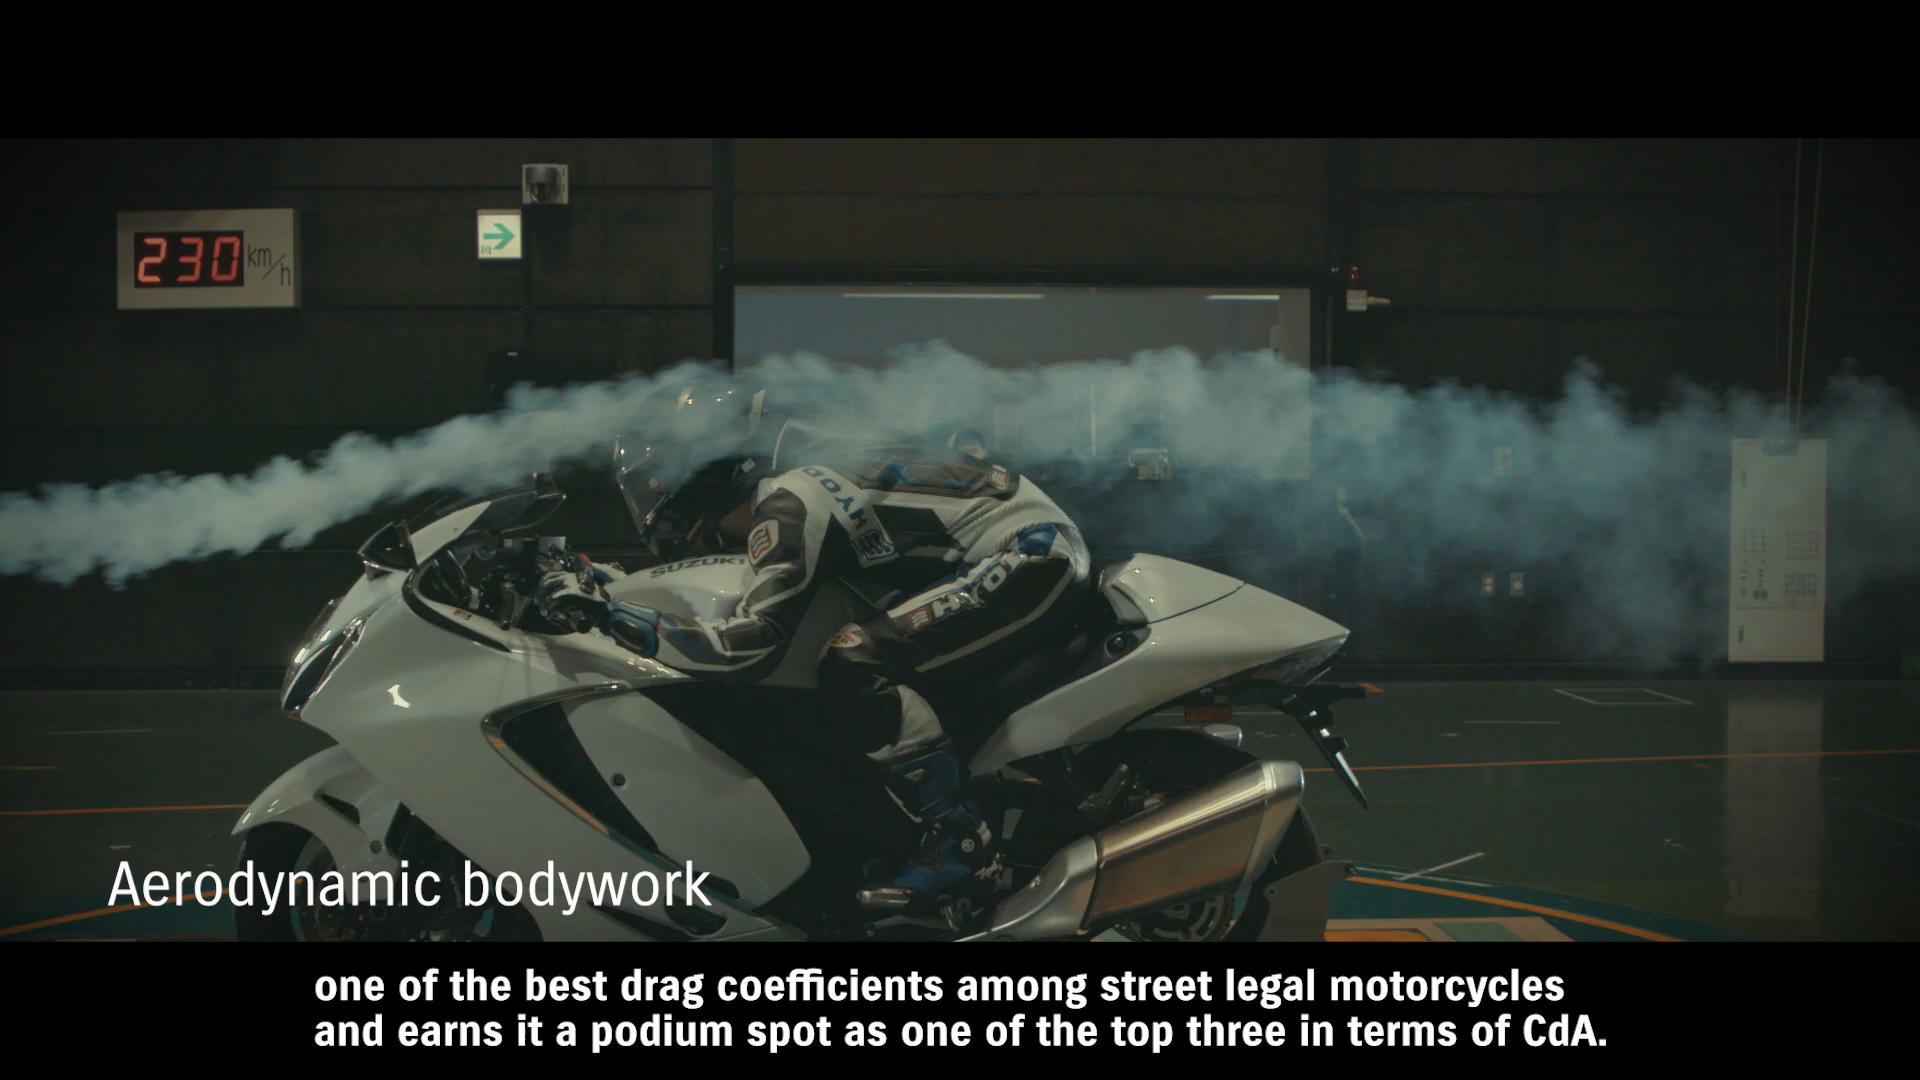 230 km/h
HYOD
SUZUKI
HYOD
Aerodynamic bodywork
one of the best drag coefficients among street legal motorcycles
and earns it a podium spot as one of the top three in terms of CdA.